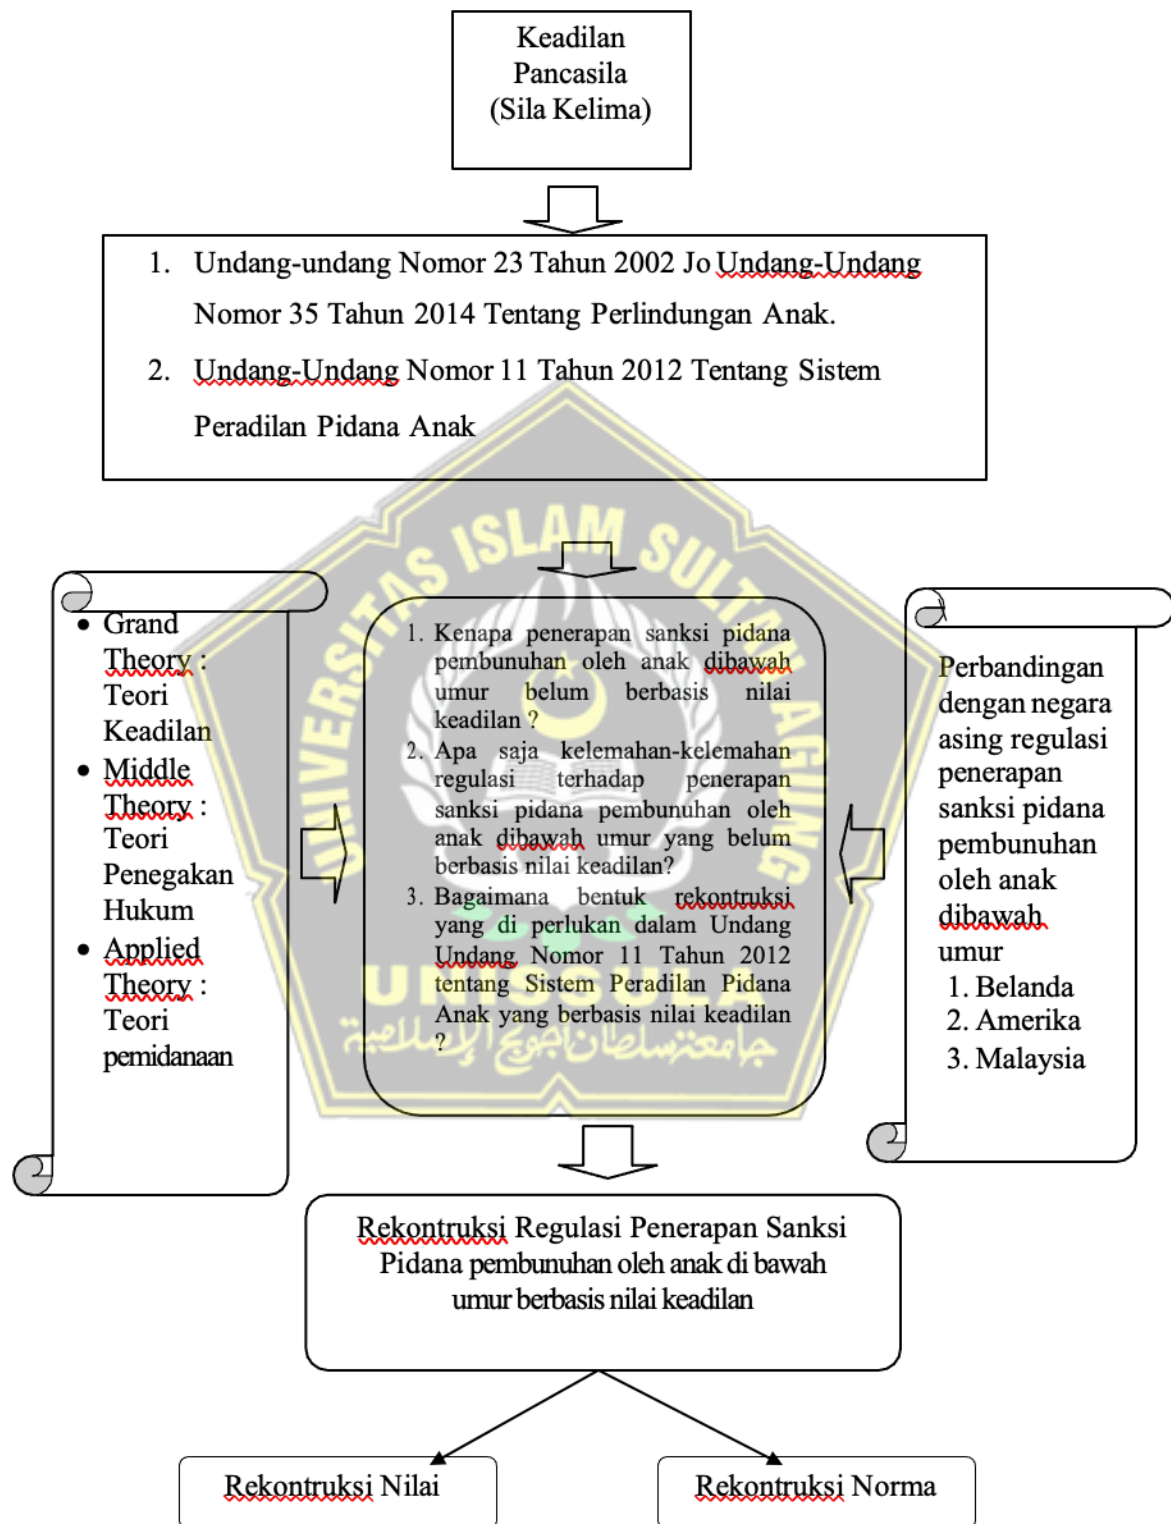 Keadilan
Pancasila
(Sila Kelima)
1. Undang-undang Nomor 23 Tahun 2002 Jo Undang-Undang
Nomor 35 Tahun 2014 Tentang Perlindungan Anak.
2. Undang-Undang Nomor 11 Tahun 2012 Tentang Sistem
Peradilan Pidana Anak
UNIVERSITAS ISLAM SULTAN AGUNG
• Grand
Theory :
Teori
Keadilan
• Middle
Theory :
Teori
Penegakan
Hukum
• Applied
Theory :
Teori
pemidanaan
1. Kenapa penerapan sanksi pidana
pembunuhan oleh anak dibawah
umur belum berbasis nilai
keadilan ?
2. Apa saja kelemahan-kelemahan
regulasi terhadap penerapan
sanksi pidana pembunuhan oleh
anak dibawah umur yang belum
berbasis nilai keadilan?
3. Bagaimana bentuk rekontruksi
yang di perlukan dalam Undang
Undang Nomor 11 Tahun 2012
tentang Sistem Peradilan Pidana
Anak yang berbasis nilai keadilan
?
UNISSULA
جامعتنسلطان أجونج الإسلامية
Perbandingan
dengan negara
asing regulasi
penerapan
sanksi pidana
pembunuhan
oleh anak
dibawah
umur
1. Belanda
2. Amerika
3. Malaysia
Rekontruksi Regulasi Penerapan Sanksi
Pidana pembunuhan oleh anak di bawah
umur berbasis nilai keadilan
Rekontruksi Nilai
Rekontruksi Norma